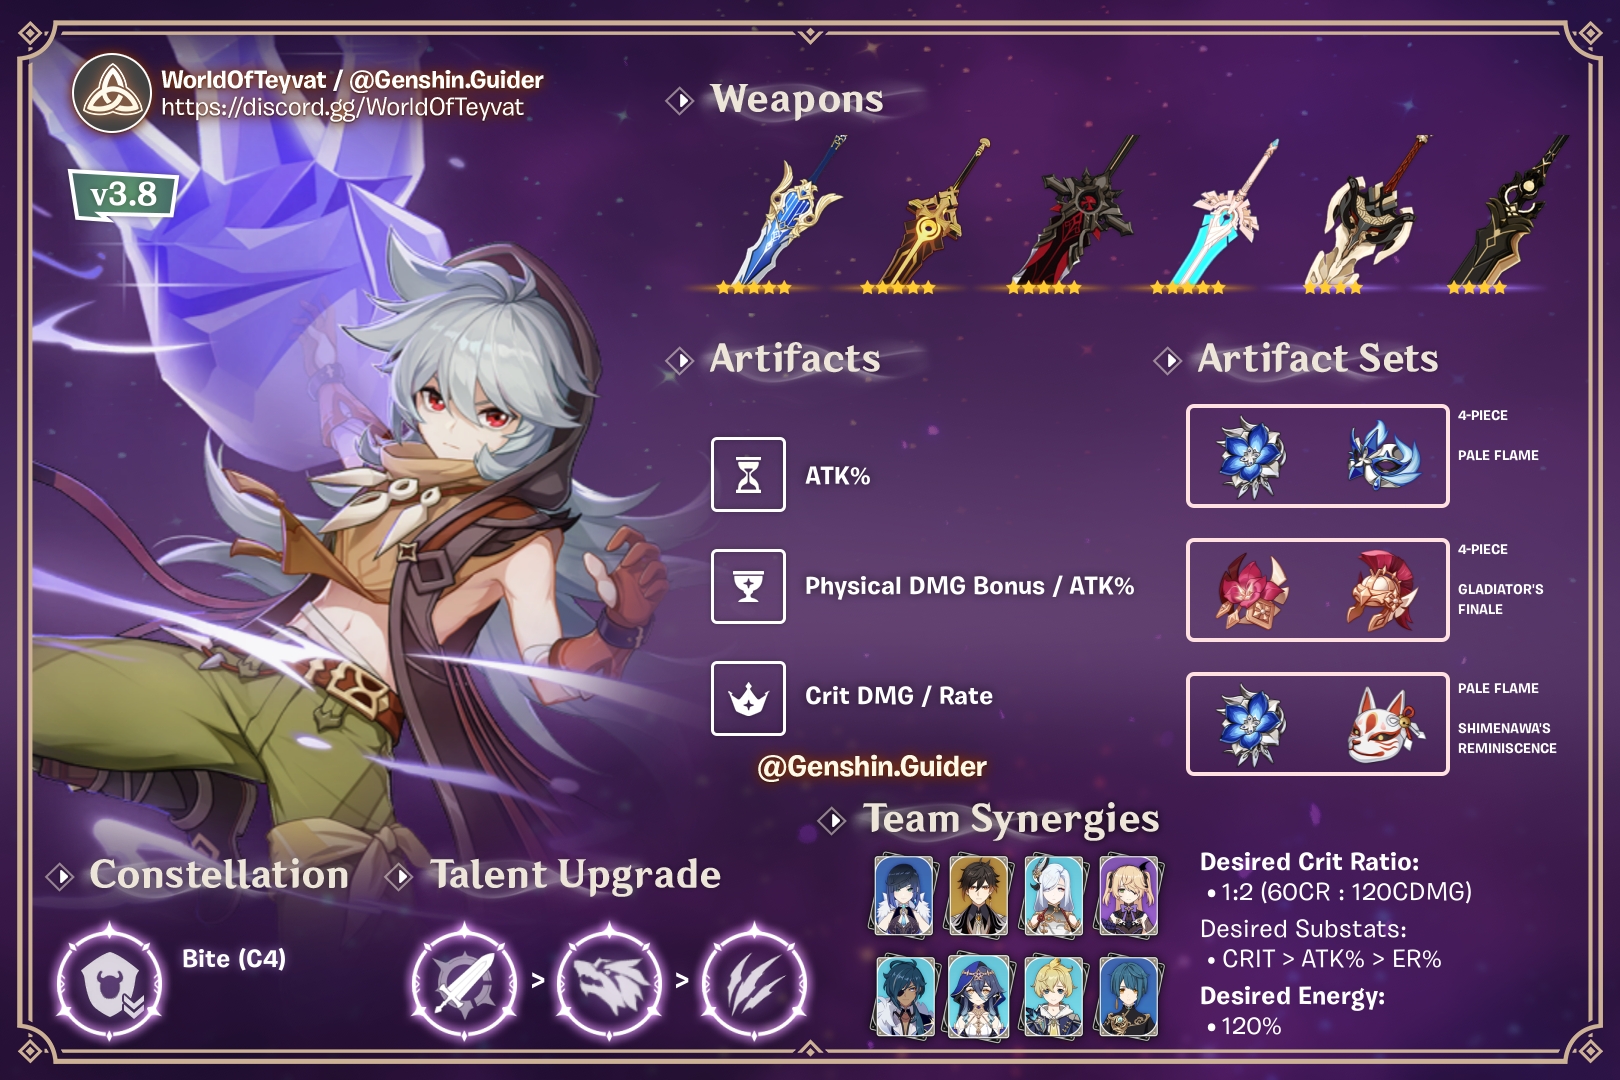 WorldOfTeyvat / @Genshin.Guider
https://discord.gg/WorldOfTeyvat
v3.8
Weapons
Artifacts
ATK%
Physical DMG Bonus / ATK%
Crit DMG / Rate
@Genshin.Guider
Artifact Sets
4-PIECE
PALE FLAME
4-PIECE
GLADIATOR'S
FINALE
PALE FLAME
SHIMENAWA'S
REMINISCENCE
Constellation
Bite (C4)
Talent Upgrade
> >
Team Synergies
Desired Crit Ratio:
• 1:2 (60CR : 120CDMG)
Desired Substats:
• CRIT > ATK% > ER%
Desired Energy:
• 120%